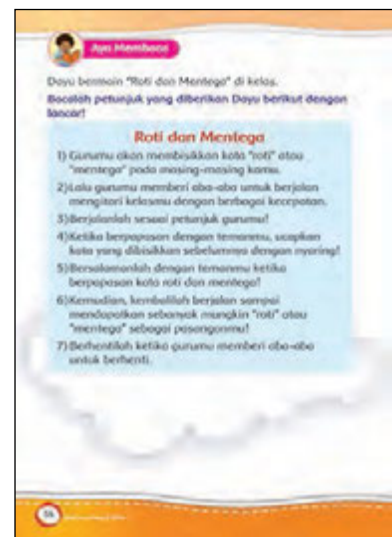 Ayo Membaca
Dayu bermain "Roti dan Mentega" di kelas.
Bacalah petunjuk yang diberikan Dayu berikut dengan
lancar!
Roti dan Mentega
1) Gurumu akan membisikkan kata "roti" atau
"mentega" pada masing-masing kamu.
2) Lalu gurumu memberi aba-aba untuk berjalan
mengitari kelasmu dengan berbagai kecepatan.
3) Berjalanlah sesuai petunjuk gurumu!
4) Ketika berpapasan dengan temanmu, ucapkan
kata yang dibisikkan sebelumnya dengan nyaring!
5) Bersalamanlah dengan temanmu ketika
berpapasan kata roti dan mentega!
6) Kemudian, kembalilah berjalan sampai
mendapatkan sebanyak mungkin "roti" atau
"mentega" sebagai pasanganmu!
7) Berhentilah ketika gurumu memberi aba-aba
untuk berhenti.